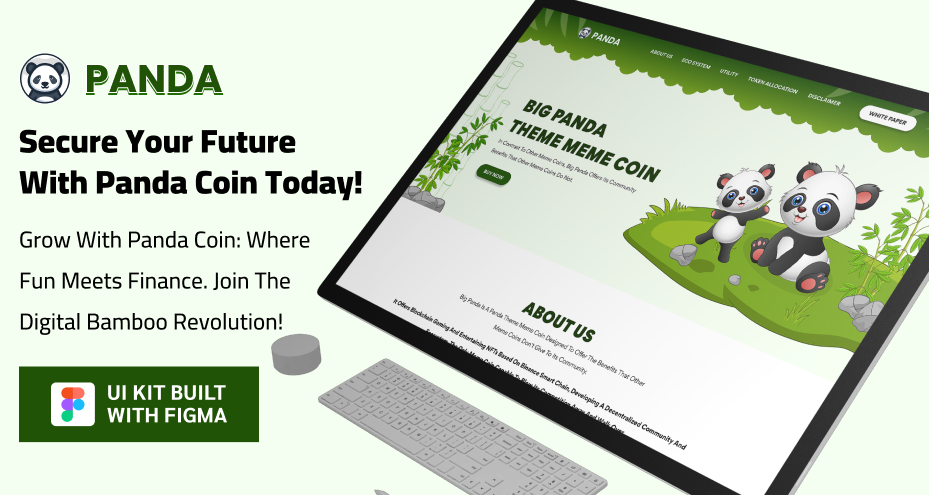 PANDA
Secure Your Future
With Panda Coin Today!
Grow With Panda Coin: Where
Fun Meets Finance. Join The
Digital Bamboo Revolution!
UI KIT BUILT
WITH FIGMA
PANDA
ABOUT US
ECO SYSTEM
UTILITY
TOKEN ALLOCATION
DISCLAIMER
WHITE PAPER
BIG PANDA
THEME MEME COIN
In Contrast To Other Meme Coins, Big Panda Offers Its Community
Benefits That Other Meme Coins Do Not.
BUY NOW
ABOUT US
Big Panda Is A Panda Theme Meme Coin Designed To Offer The Benefits That Other
Meme Coins Don't Give To Its Community.
It Offers Blockchain Gaming And Entertaining NFTs Based On Binance Smart Chain, Developing A Decentralized Community And